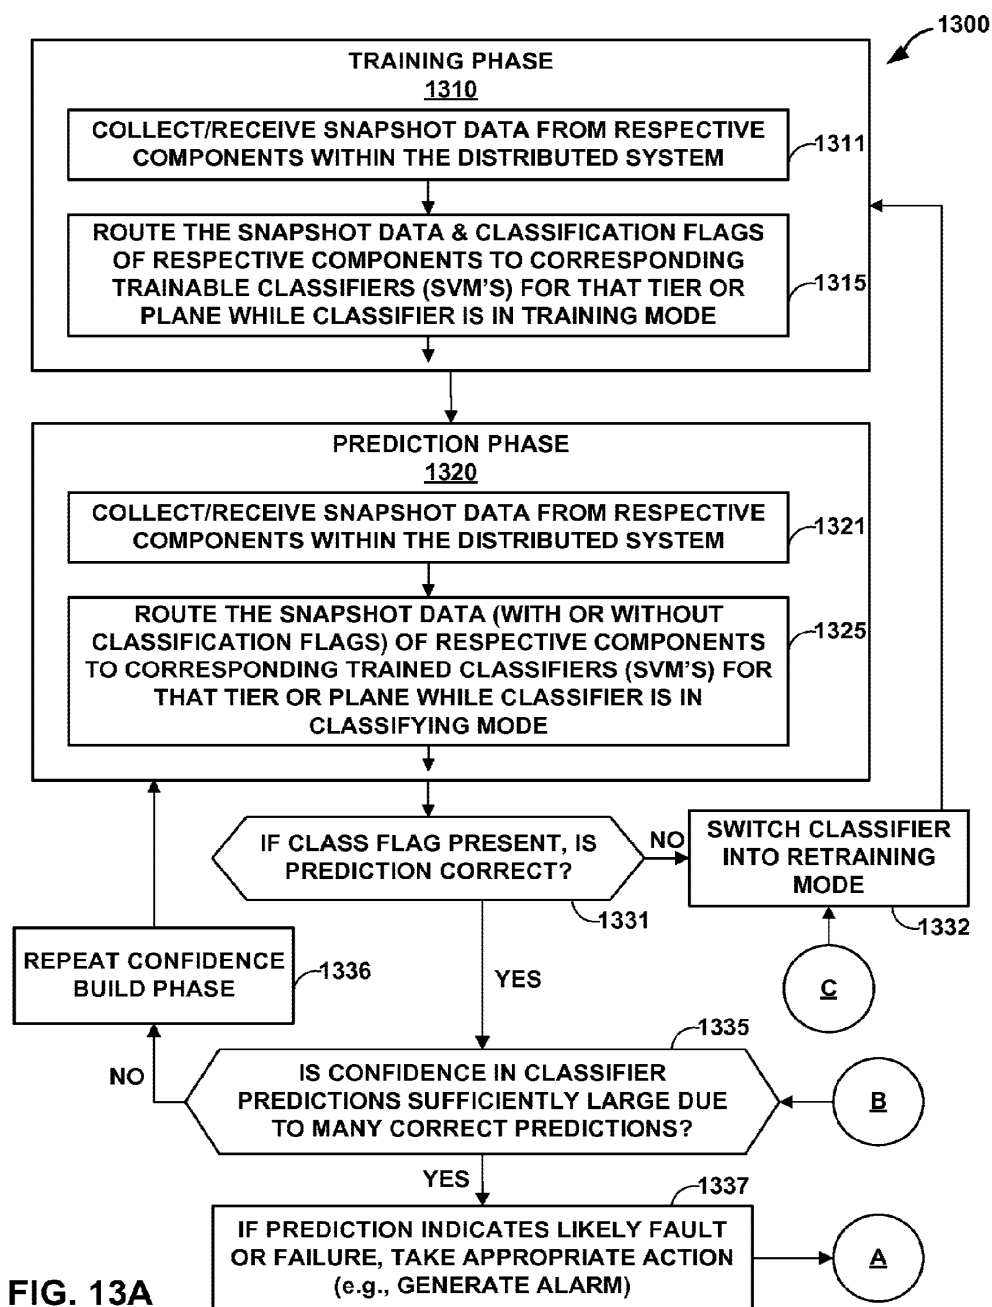 1300
TRAINING PHASE
1310
COLLECT/RECEIVE SNAPSHOT DATA FROM RESPECTIVE
COMPONENTS WITHIN THE DISTRIBUTED SYSTEM
1311
ROUTE THE SNAPSHOT DATA & CLASSIFICATION FLAGS
OF RESPECTIVE COMPONENTS TO CORRESPONDING
TRAINABLE CLASSIFIERS (SVM'S) FOR THAT TIER OR
PLANE WHILE CLASSIFIER IS IN TRAINING MODE
1315
PREDICTION PHASE
1320
COLLECT/RECEIVE SNAPSHOT DATA FROM RESPECTIVE
COMPONENTS WITHIN THE DISTRIBUTED SYSTEM
1321
ROUTE THE SNAPSHOT DATA (WITH OR WITHOUT
CLASSIFICATION FLAGS) OF RESPECTIVE COMPONENTS
TO CORRESPONDING TRAINED CLASSIFIERS (SVM'S) FOR
THAT TIER OR PLANE WHILE CLASSIFIER IS IN
CLASSIFYING MODE
1325
IF CLASS FLAG PRESENT, IS
PREDICTION CORRECT?
1331
NO
SWITCH CLASSIFIER
INTO RETRAINING
MODE
1332
C
REPEAT CONFIDENCE
BUILD PHASE
1336
YES
1335
NO
IS CONFIDENCE IN CLASSIFIER
PREDICTIONS SUFFICIENTLY LARGE DUE
TO MANY CORRECT PREDICTIONS?
B
YES
1337
IF PREDICTION INDICATES LIKELY FAULT
OR FAILURE, TAKE APPROPRIATE ACTION
(e.g., GENERATE ALARM)
A
FIG. 13A